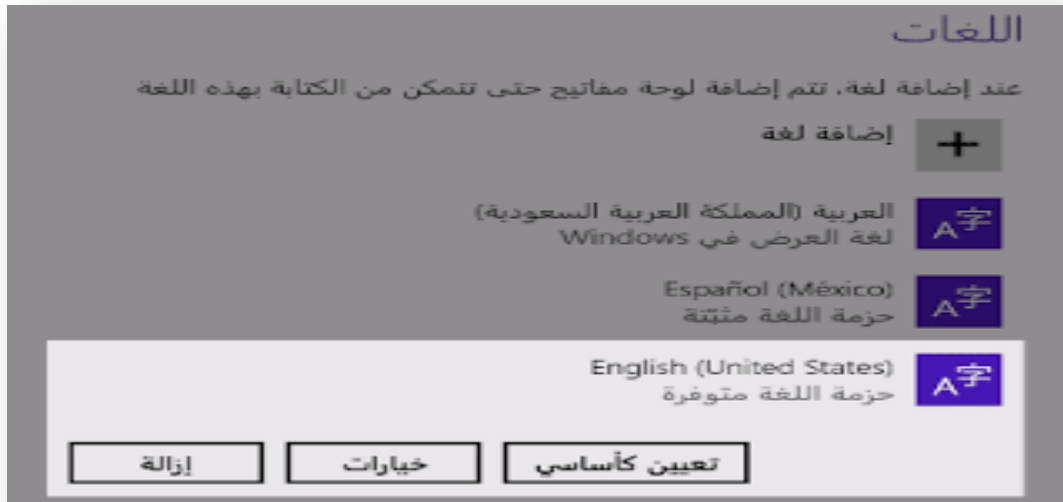 اللغات
عند إضافة لغة، تتم إضافة لوحة مفاتيح حتى تتمكن من الكتابة بهذه اللغة
إضافة لغة
العربية (المملكة العربية السعودية)
لغة العرض في Windows
Español (México)
حزمة اللغة مثبّتة
English (United States)
حزمة اللغة متوفرة
تعيين كأساسي خيارات إزالة